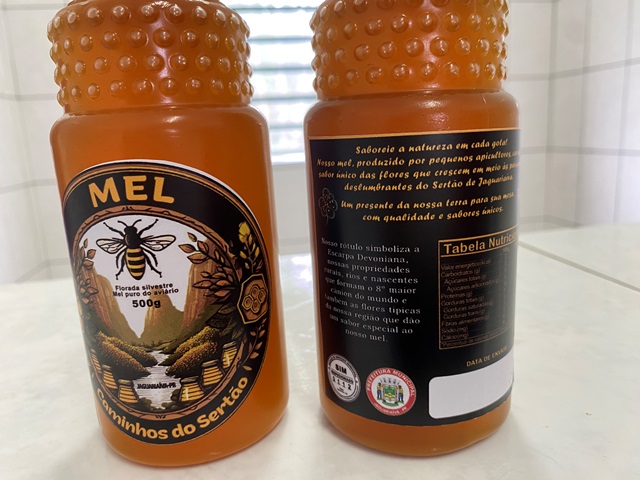 MEL
Florada silvestre
Mel puro do aviário
500g
JAGUARIAÍVA-PR
Caminhos do Sertão
Saboreie a natureza em cada gota!
Nosso mel, produzido por pequenos apicultores,
sabor único das flores que crescem em meio às
deslumbrantes do Sertão de Jaguariaíva.
Um presente da nossa terra para sua mesa
com qualidade e sabores únicos.
Nosso rótulo simboliza a
Escarpa Devoniana,
nossas propriedades
rurais, rios e nascentes
que formam o 8º maior
cânion do mundo e
também as flores típicas
da nossa região que dão
um sabor especial ao
nosso mel.
Tabela Nutric
Valor energético
Carboidratos (g)
Açúcares totais (g)
Açúcares adicionados
Proteínas (g)
Gorduras totais (g)
Gorduras saturadas
Gorduras trans (g)
Fibras alimentares
Sódio (mg)
DATA DE ENVASE
SIM
PREFEITURA MUNICIPAL